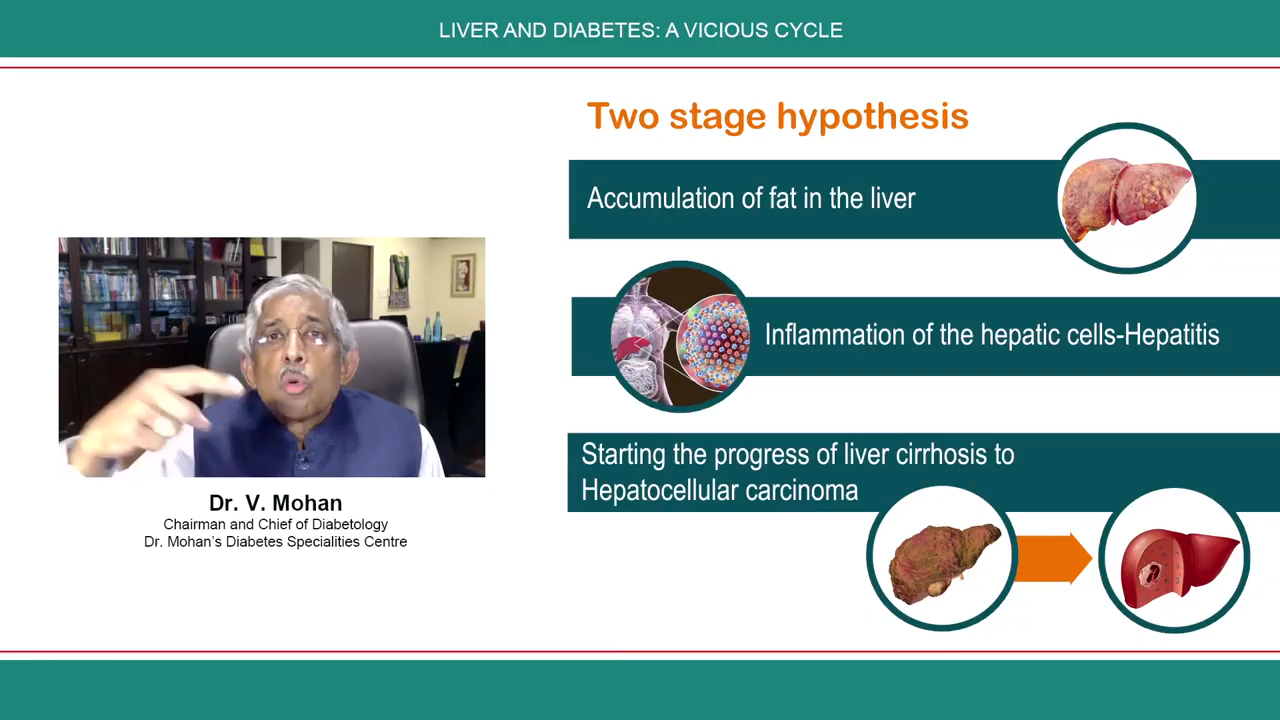 LIVER AND DIABETES: A VICIOUS CYCLE
Two stage hypothesis
Accumulation of fat in the liver
Inflammation of the hepatic cells-Hepatitis
Starting the progress of liver cirrhosis to
Hepatocellular carcinoma
Dr. V. Mohan
Chairman and Chief of Diabetology
Dr. Mohan's Diabetes Specialities Centre